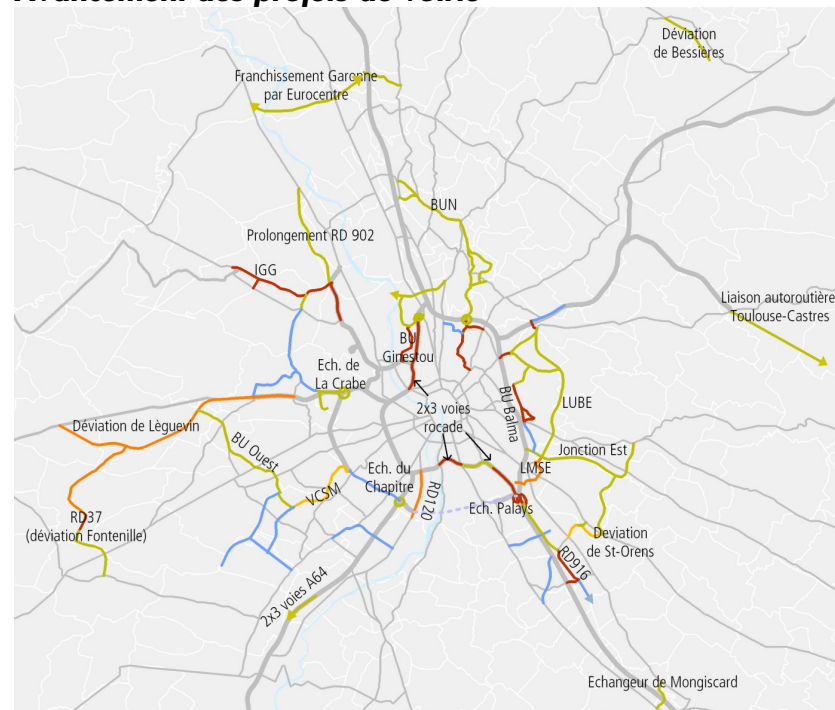 Déviation
de Bessières
Franchissement Garonne
par Eurocentre
BUN
Prolongement RD 902
IGG
Liaison autoroutière
Toulouse-Castres
BU
Ginestou
Ech. de
La Crabe
2x3 voies
rocade
BU Balma
LUBE
Déviation de Lèguevin
BU Ouest
Jonction Est
Ech. du
Chapitre
LMSE
VCSM
RD120
Ech. Palays
RD37
(déviation Fontenille)
Deviation
de St-Orens
RD916
2x3 voies A64
Echangeur de Mongiscard